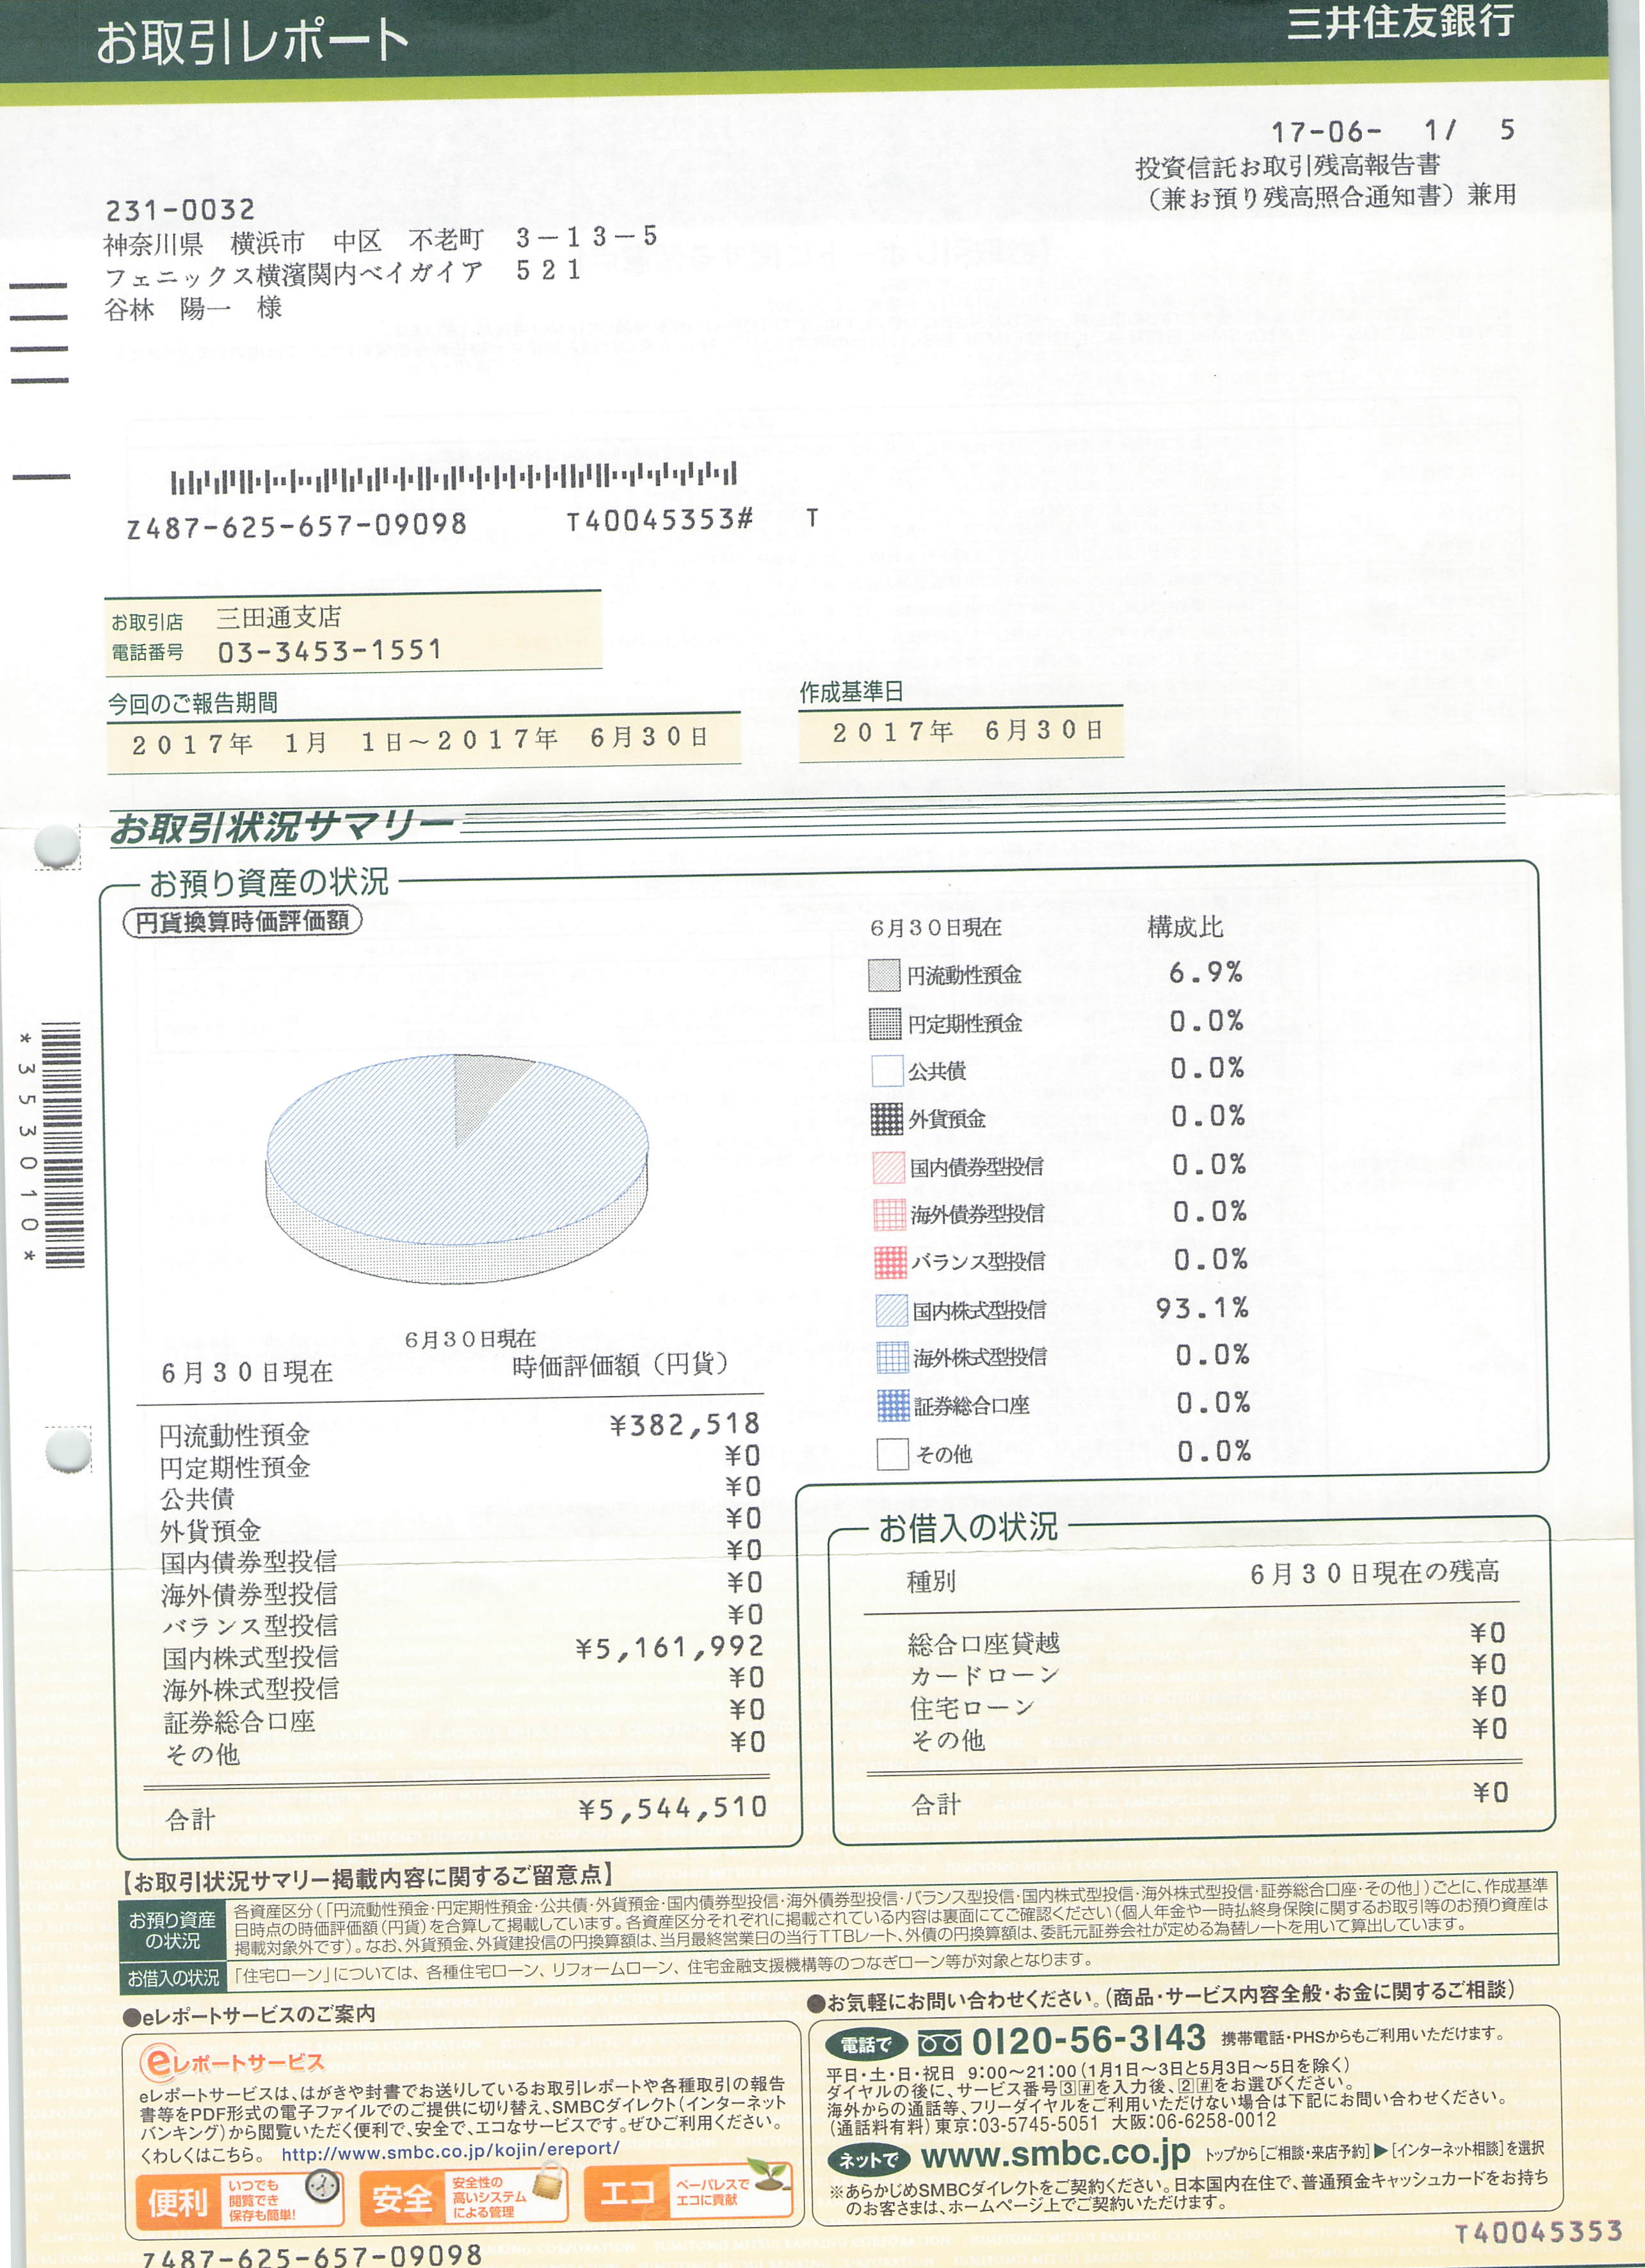 お取引レポート
三井住友銀行
17-06- 1/ 5
投資信託お取引残高報告書
（兼お預り残高照合通知書）兼用
231-0032
神奈川県 横浜市 中区 不老町 3－13－5
フェニックス横濱関内ベイガイア 521
谷林 陽一 様
Z487-625-657-09098 T40045353# T
お取引店 三田通支店
電話番号 03-3453-1551
今回のご報告期間
2017年 1月 1日～2017年 6月30日
作成基準日
2017年 6月30日
お取引状況サマリー
お預り資産の状況
円貨換算時価評価額
6月30日現在 構成比
円流動性預金 6.9%
円定期性預金 0.0%
公共債 0.0%
外貨預金 0.0%
国内債券型投信 0.0%
海外債券型投信 0.0%
バランス型投信 0.0%
国内株式型投信 93.1%
海外株式型投信 0.0%
証券総合口座 0.0%
その他 0.0%
*353010*
6月30日現在
6月30日現在 時価評価額（円貨）
円流動性預金 ¥382,518
円定期性預金 ¥0
公共債 ¥0
外貨預金 ¥0
国内債券型投信 ¥0
海外債券型投信 ¥0
バランス型投信 ¥0
国内株式型投信 ¥5,161,992
海外株式型投信 ¥0
証券総合口座 ¥0
その他 ¥0
合計 ¥5,544,510
お借入の状況
種別 6月30日現在の残高
総合口座貸越 ¥0
カードローン ¥0
住宅ローン ¥0
その他 ¥0
合計 ¥0
【お取引状況サマリー掲載内容に関するご留意点】
お預り資産の状況
各資産区分（「円流動性預金・円定期性預金・公共債・外貨預金・国内債券型投信・海外債券型投信・バランス型投信・国内株式型投信・海外株式型投信・証券総合口座・その他」）ごとに、作成基準
日時点の時価評価額（円貨）を合算して掲載しています。各資産区分それぞれに掲載されている内容は裏面にてご確認ください（個人年金や一時払終身保険に関するお取引等のお預り資産は
掲載対象外です）。なお、外貨預金、外貨建投信の円換算額は、当月最終営業日の当行TTBレート、外債の円換算額は、委託元証券会社が定める為替レートを用いて算出しています。
お借入の状況 「住宅ローン」については、各種住宅ローン、リフォームローン、住宅金融支援機構等のつなぎローン等が対象となります。
●eレポートサービスのご案内
eレポートサービス
eレポートサービスは、はがきや封書でお送りしているお取引レポートや各種取引の報告
書等をPDF形式の電子ファイルでのご提供に切り替え、SMBCダイレクト（インターネット
バンキング）から閲覧いただく便利で、安全で、エコなサービスです。ぜひご利用ください。
くわしくはこちら。 http://www.smbc.co.jp/kojin/ereport/
便利 いつでも閲覧でき保存も簡単!
安全 安全性の高いシステムによる管理
エコ ペーパレスでエコに貢献
●お気軽にお問い合わせください。（商品・サービス内容全般・お金に関するご相談）
電話で 0120-56-3143 携帯電話・PHSからもご利用いただけます。
平日・土・日・祝日 9:00～21:00（1月1日～3日と5月3日～5日を除く）
ダイヤルの後に、サービス番号3#を入力後、2#をお選びください。
海外からの通話等、フリーダイヤルをご利用いただけない場合は下記にお問い合わせください。
（通話料有料）東京:03-5745-5051 大阪:06-6258-0012
ネットで www.smbc.co.jp トップから［ご相談・来店予約］▶［インターネット相談］を選択
※あらかじめSMBCダイレクトをご契約ください。日本国内在住で、普通預金キャッシュカードをお持ち
のお客さまは、ホームページ上でご契約いただけます。
T40045353
Z487-625-657-09098